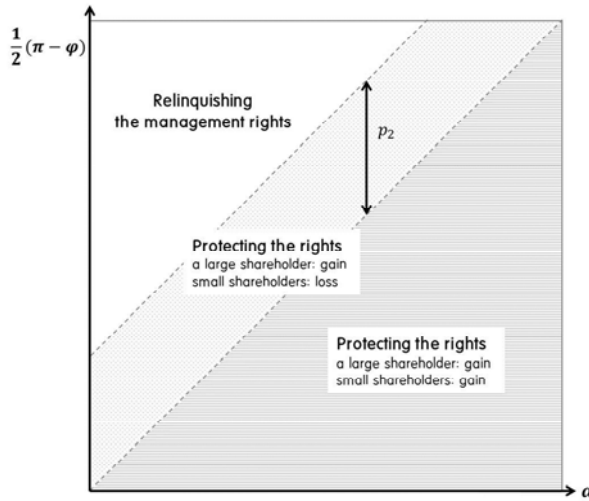 1/2 (π − φ)
Relinquishing
the management rights
p₂
Protecting the rights
a large shareholder: gain
small shareholders: loss
Protecting the rights
a large shareholder: gain
small shareholders: gain